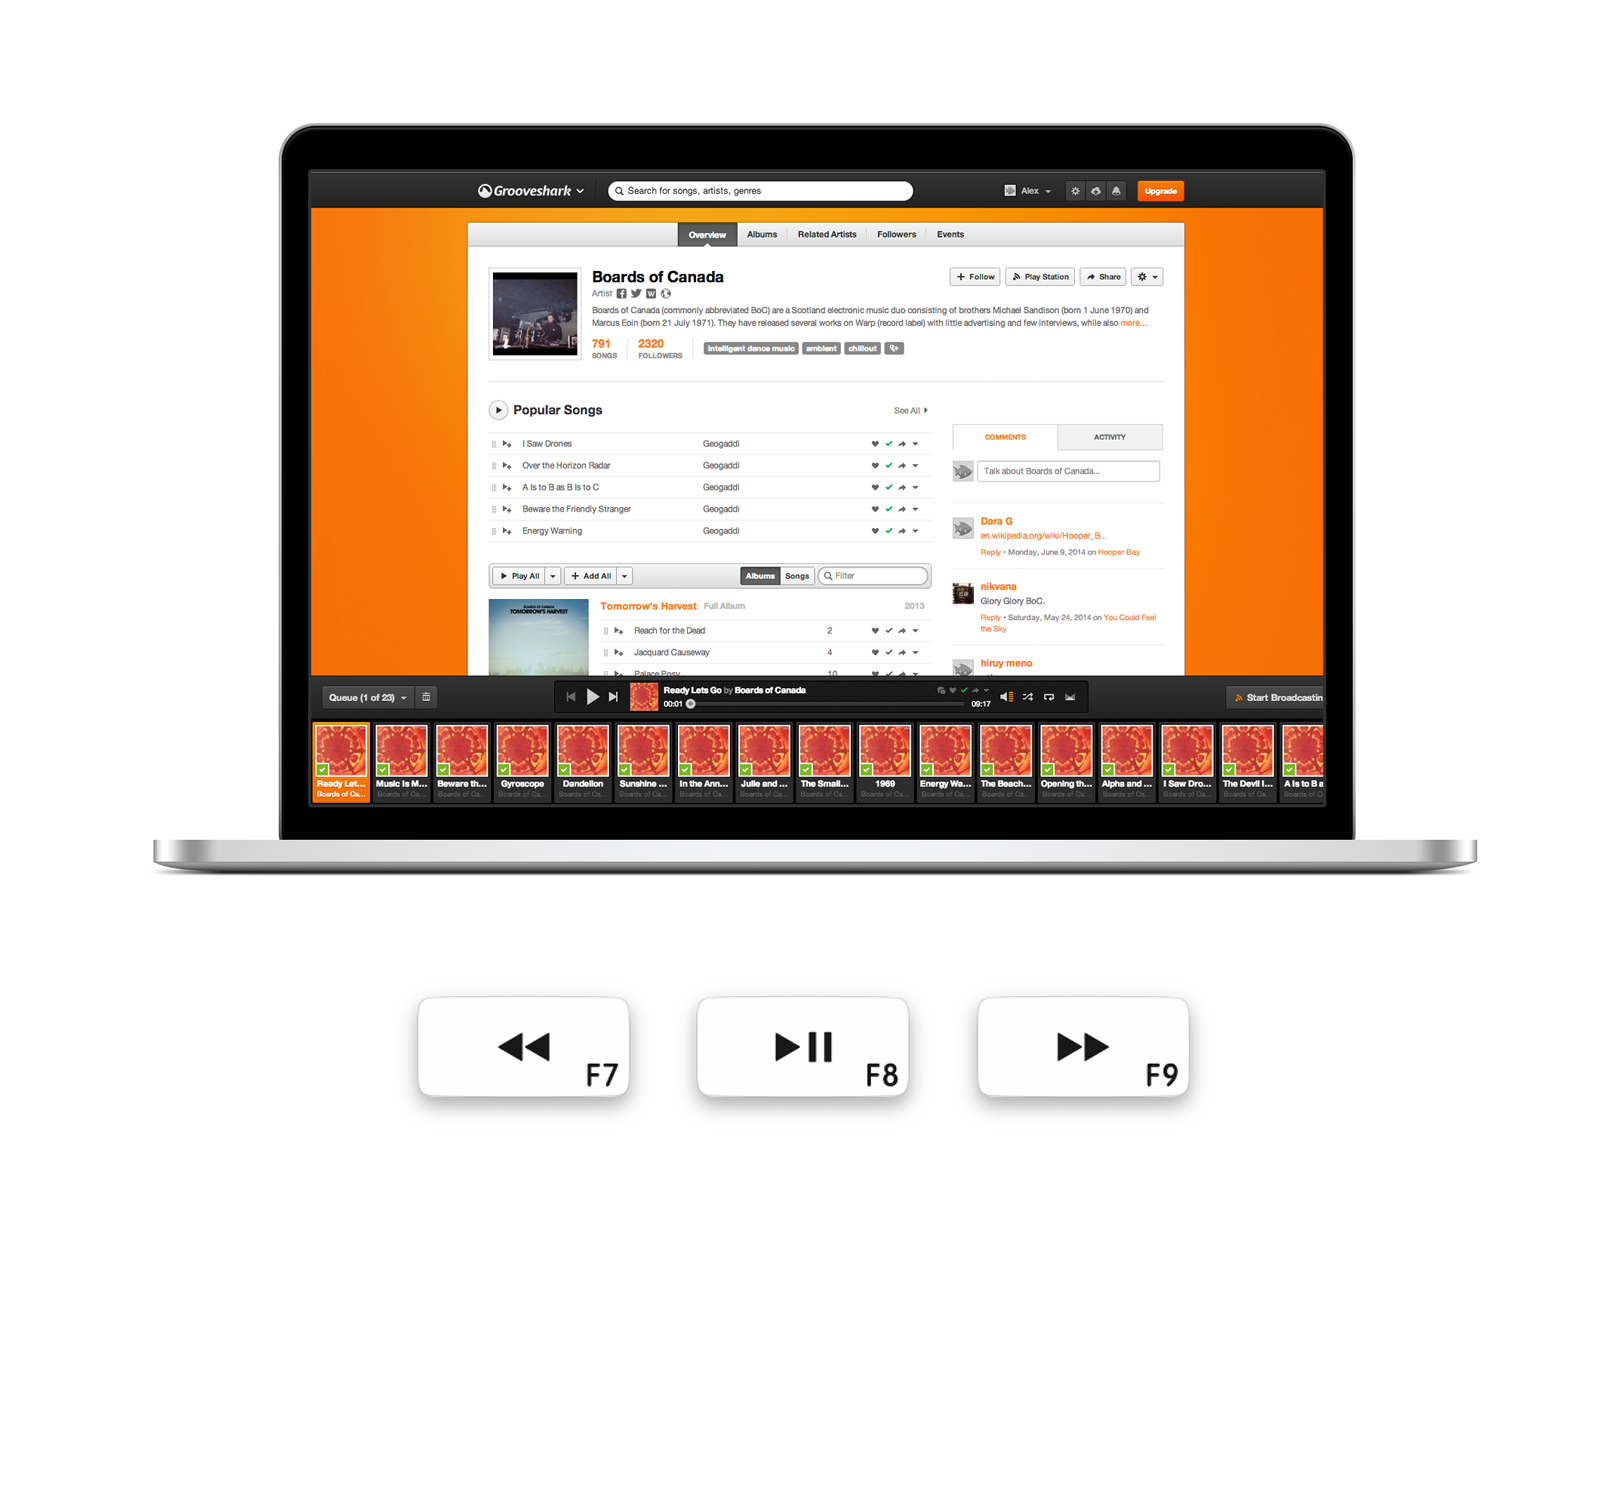 Grooveshark
Search for songs, artists, genres
Alex
Upgrade
Overview
Albums
Related Artists
Followers
Events
Boards of Canada
Artist
Follow
Play Station
Share
Boards of Canada (commonly abbreviated BoC) are a Scotland electronic music duo consisting of brothers Michael Sandison (born 1 June 1970) and
Marcus Eoin (born 21 July 1971). They have released several works on Warp (record label) with little advertising and few interviews, while also more...
791
SONGS
2320
FOLLOWERS
Intelligent dance music
ambient
chillout
Popular Songs
See All
I Saw Drones Geogaddi
Over the Horizon Radar Geogaddi
A Is to B as B Is to C Geogaddi
Beware the Friendly Stranger Geogaddi
Energy Warning Geogaddi
Play All
Add All
Albums
Songs
Filter
BOARDS OF CANADA
TOMORROW'S HARVEST
Tomorrow's Harvest Full Album 2013
Reach for the Dead 2
Jacquard Causeway 4
Palace Posy 10
COMMENTS
ACTIVITY
Talk about Boards of Canada...
Dara G
en.wikipedia.org/wiki/Hooper_B...
Reply • Monday, June 9, 2014 on Hooper Bay
nikvana
Glory Glory BoC.
Reply • Saturday, May 24, 2014 on You Could Feel
the Sky
hiruy meno
Queue (1 of 23)
Ready Lets Go by Boards of Canada
00:01
09:17
Start Broadcastin
Ready Let...
Boards of Ca...
Music Is M...
Boards of Ca...
Beware th...
Boards of Ca...
Gyroscope
Boards of Ca...
Dandelion
Boards of Ca...
Sunshine ...
Boards of Ca...
In the Ann...
Boards of Ca...
Julie and ...
Boards of Ca...
The Small...
Boards of Ca...
1969
Boards of Ca...
Energy Wa...
Boards of Ca...
The Beach...
Boards of Ca...
Opening th...
Boards of Ca...
Alpha and ...
Boards of Ca...
I Saw Dro...
Boards of Ca...
The Devil I...
Boards of Ca...
A Is to B a
Boards of C
F7
F8
F9